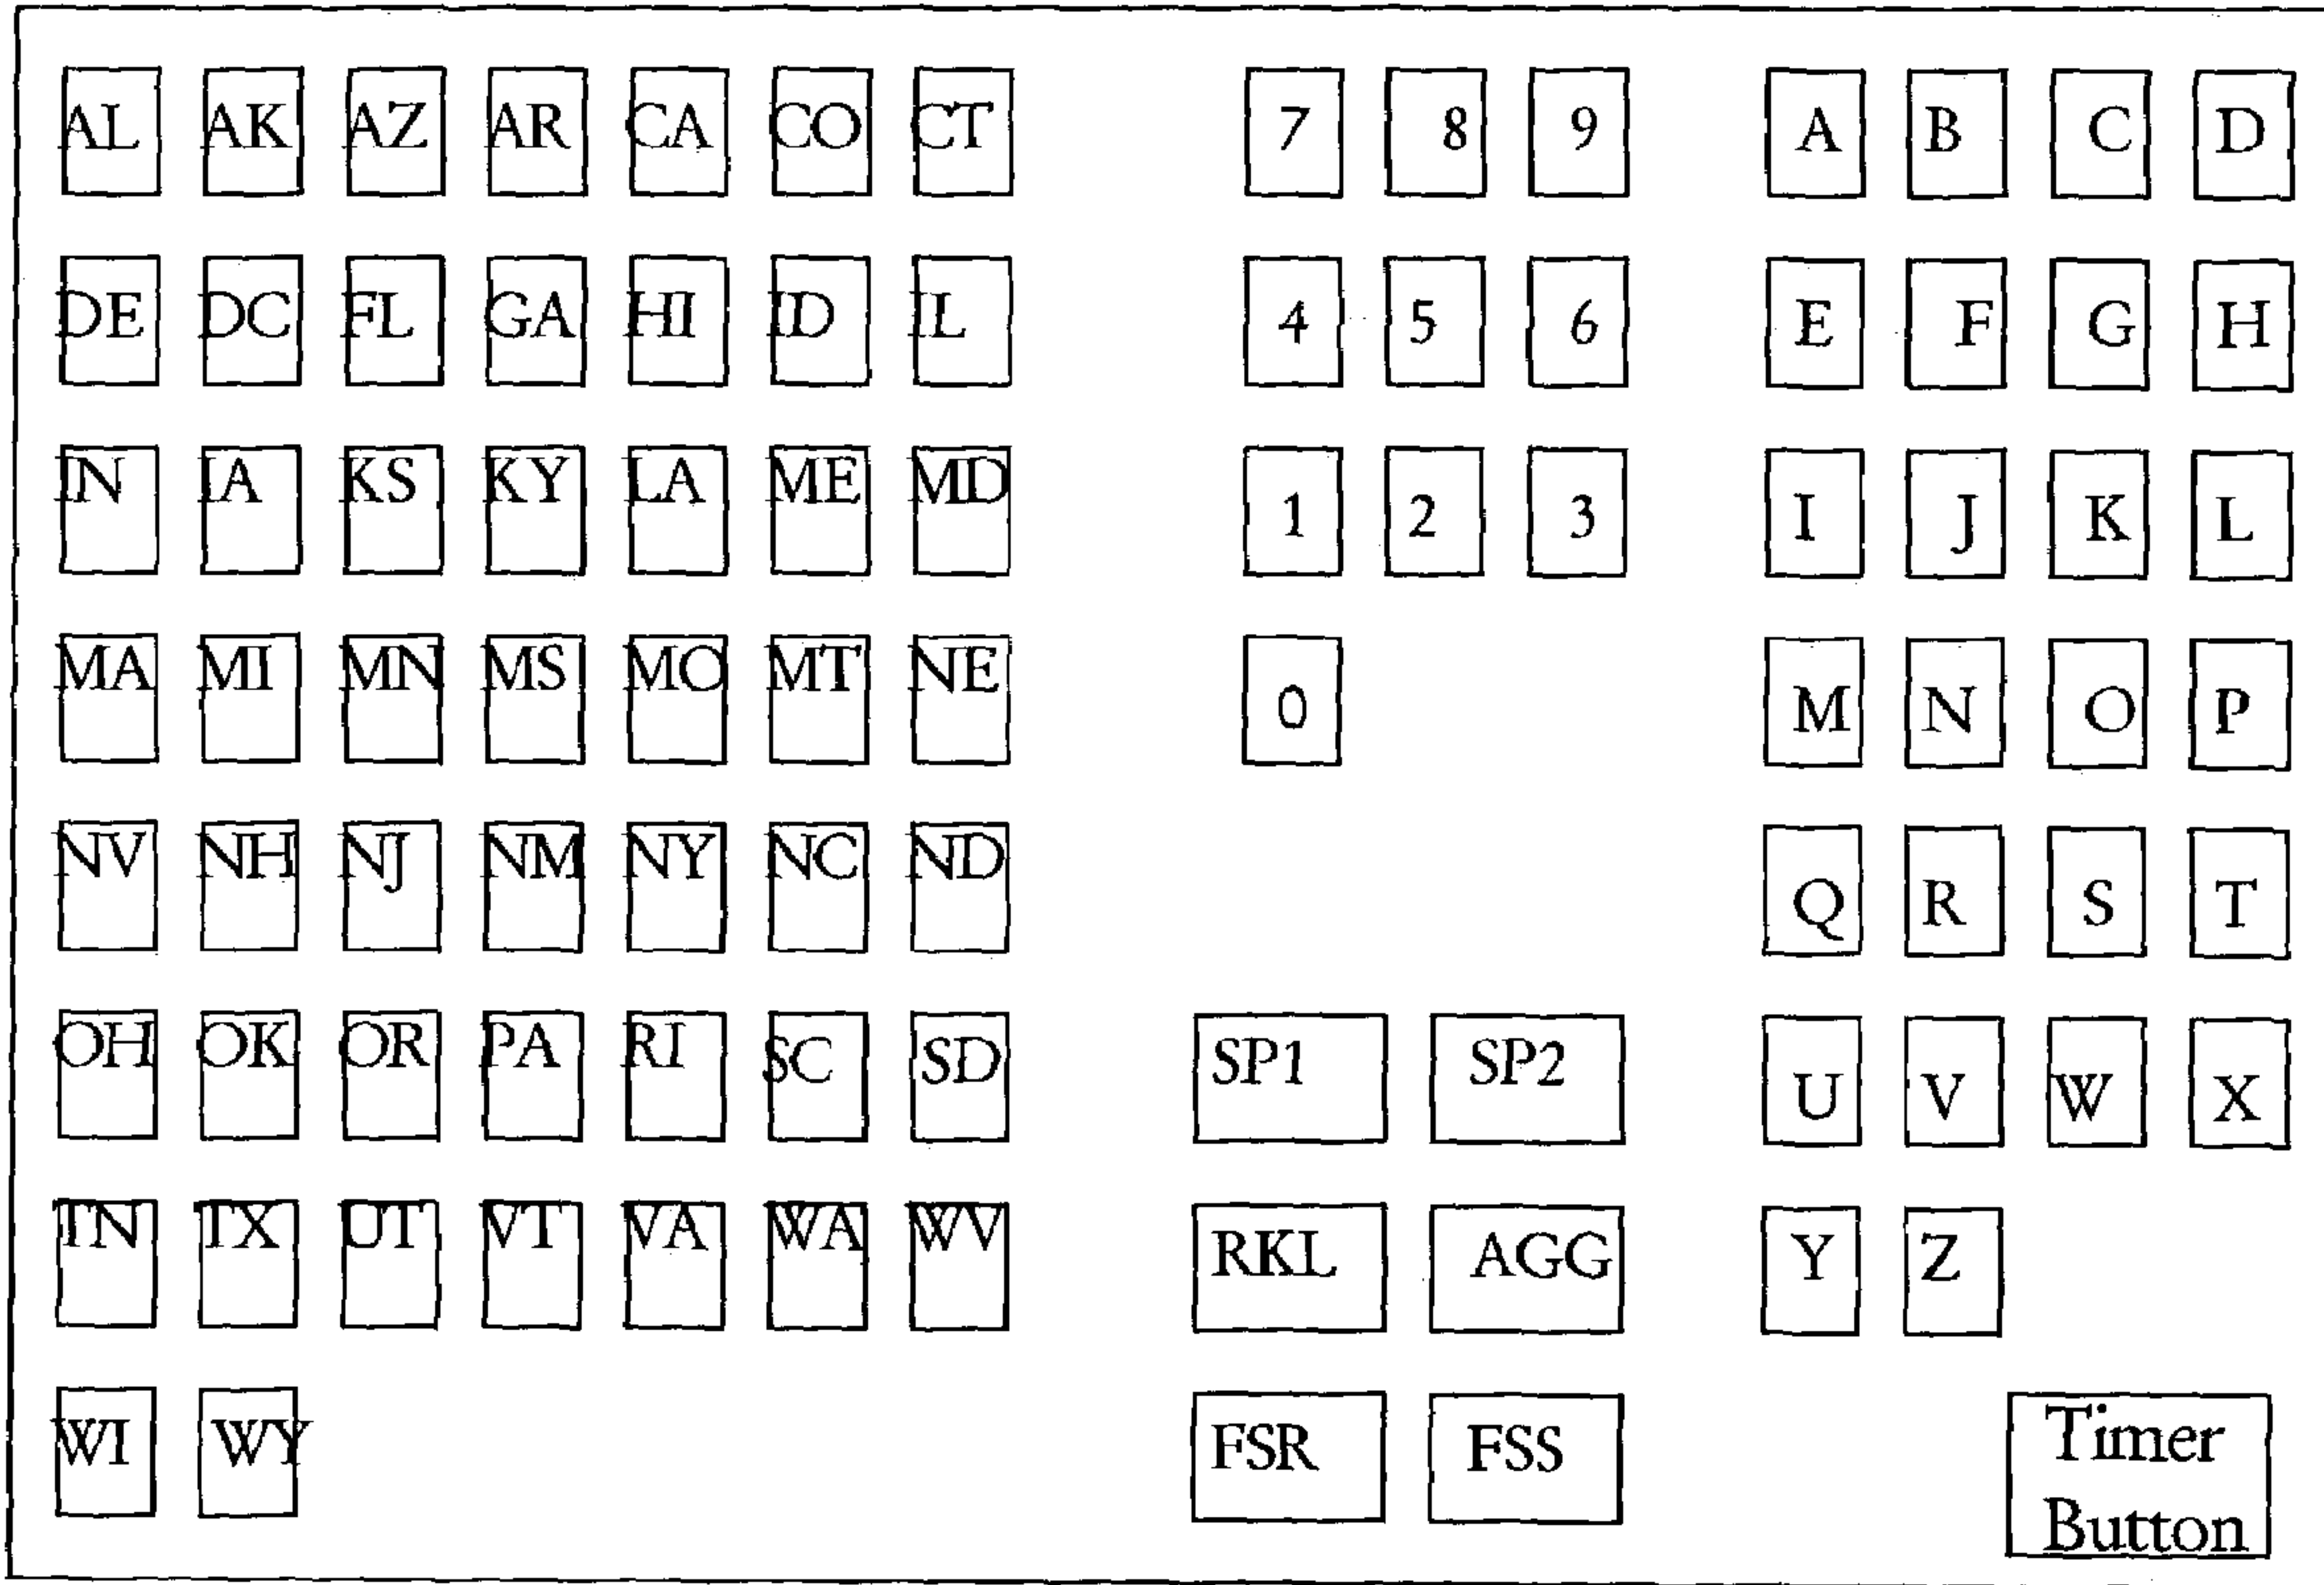 AL AK AZ AR CA CO CT 7 8 9 A B C D
DE DC FL GA HI ID IL 4 5 6 E F G H
IN IA KS KY LA ME MD 1 2 3 I J K L
MA MI MN MS MO MT NE 0 M N O P
NV NH NJ NM NY NC ND Q R S T
OH OK OR PA RI SC SD SP1 SP2 U V W X
TN TX UT VT VA WA WV RKL AGG Y Z
WI WY FSR FSS Timer
Button